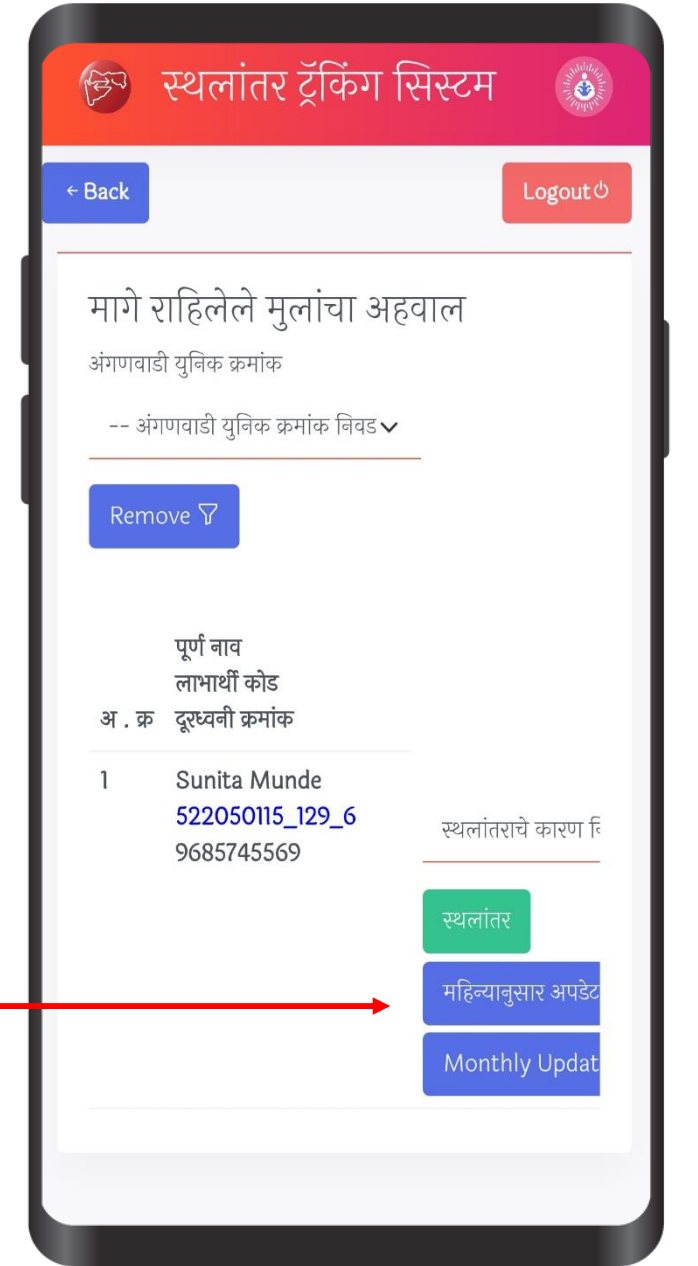 स्थलांतर ट्रॅकिंग सिस्टम
← Back
Logout
मागे राहिलेले मुलांचा अहवाल
अंगणवाडी युनिक क्रमांक
-- अंगणवाडी युनिक क्रमांक निवड
Remove
पूर्ण नाव
लाभार्थी कोड
अ . क्र दूरध्वनी क्रमांक
1 Sunita Munde
522050115_129_6
9685745569
स्थलांतराचे कारण
स्थलांतर
महिन्यानुसार अपडेट
Monthly Updat